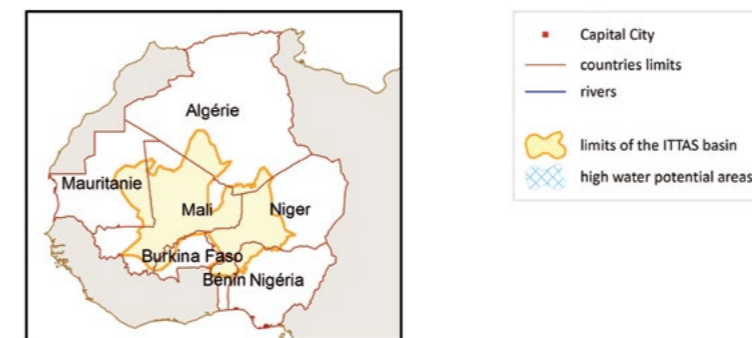 Algérie
Mauritanie
Mali
Niger
Burkina Faso
Bénin
Nigéria
Capital City
countries limits
rivers
limits of the ITTAS basin
high water potential areas